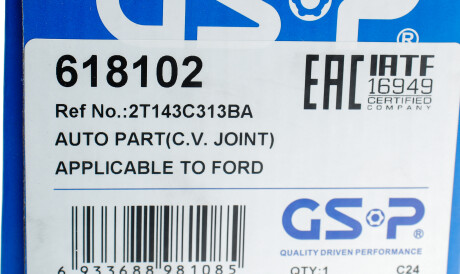 GSP ®
618102
EAC IATF
16949
CERTIFIED
COMPANY
Ref No.:2T143C313BA
AUTO PART(C.V. JOINT)
APPLICABLE TO FORD
GSP
QUALITY DRIVEN PERFORMANCE
6 933688 981085
QTY:1 C24